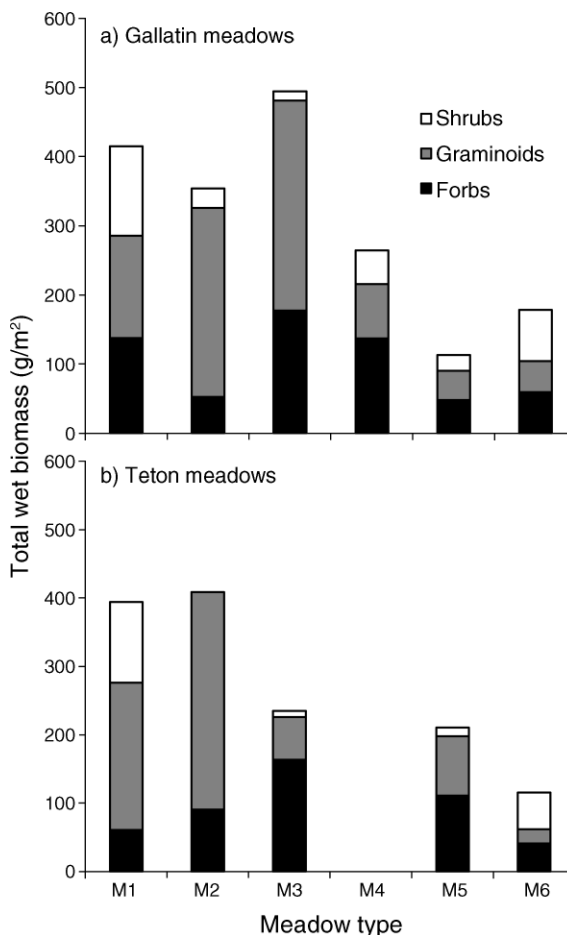 600
a) Gallatin meadows
500
Shrubs
400
Graminoids
Forbs
300
200
100
0
Total wet biomass (g/m²)
600
b) Teton meadows
500
400
300
200
100
0
M1 M2 M3 M4 M5 M6
Meadow type